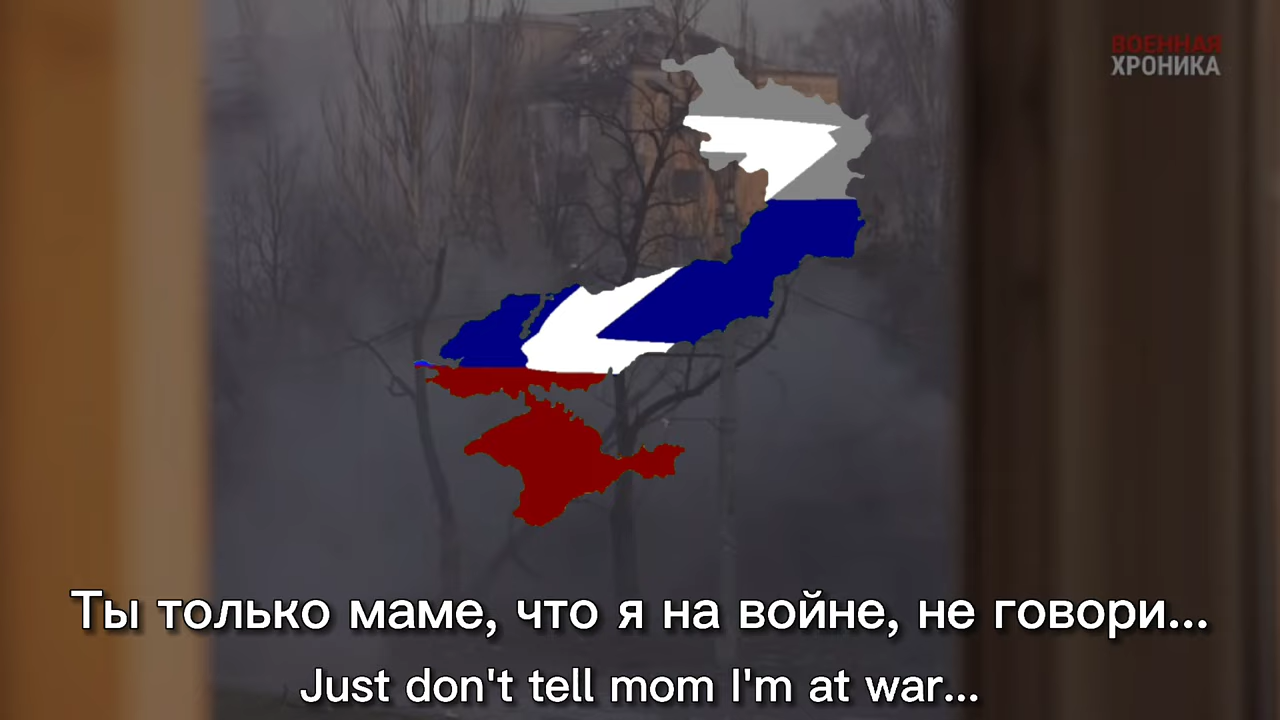 ВОЕННАЯ
ХРОНИКА
Ты только маме, что я на войне, не говори...
Just don't tell mom I'm at war...